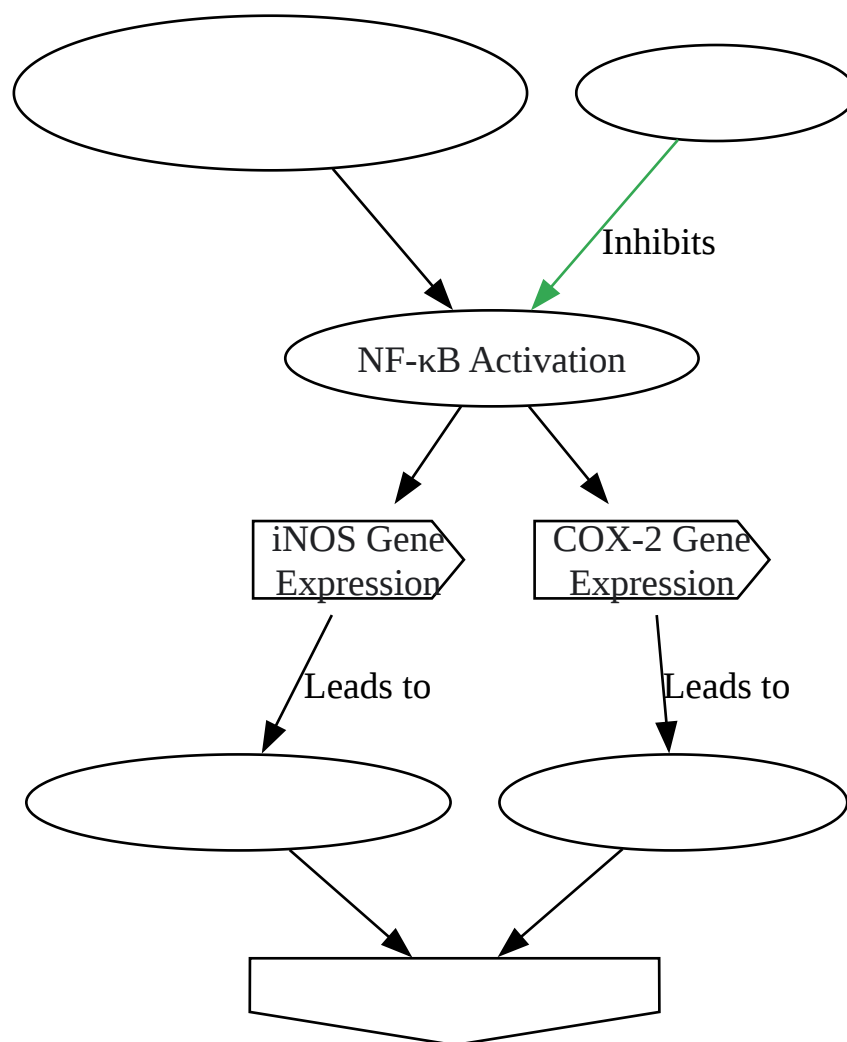 Inhibits
NF-κB Activation
iNOS Gene
Expression
COX-2 Gene
Expression
Leads to
Leads to